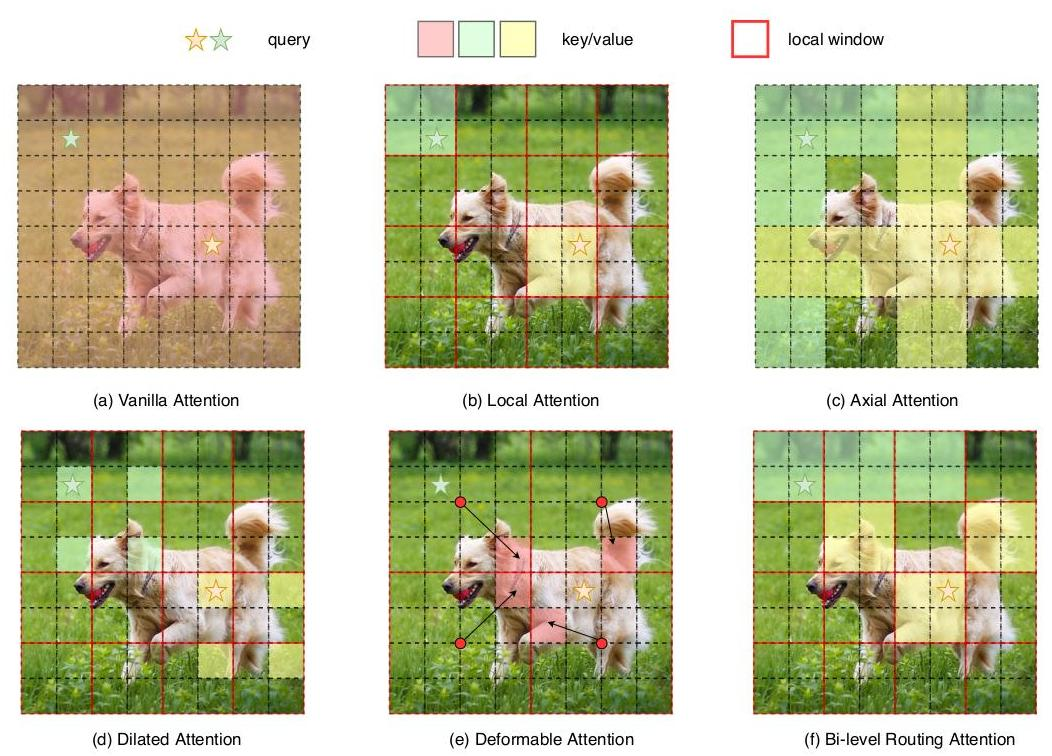 query key/value local window
(a) Vanilla Attention (b) Local Attention (c) Axial Attention
(d) Dilated Attention (e) Deformable Attention (f) Bi-level Routing Attention